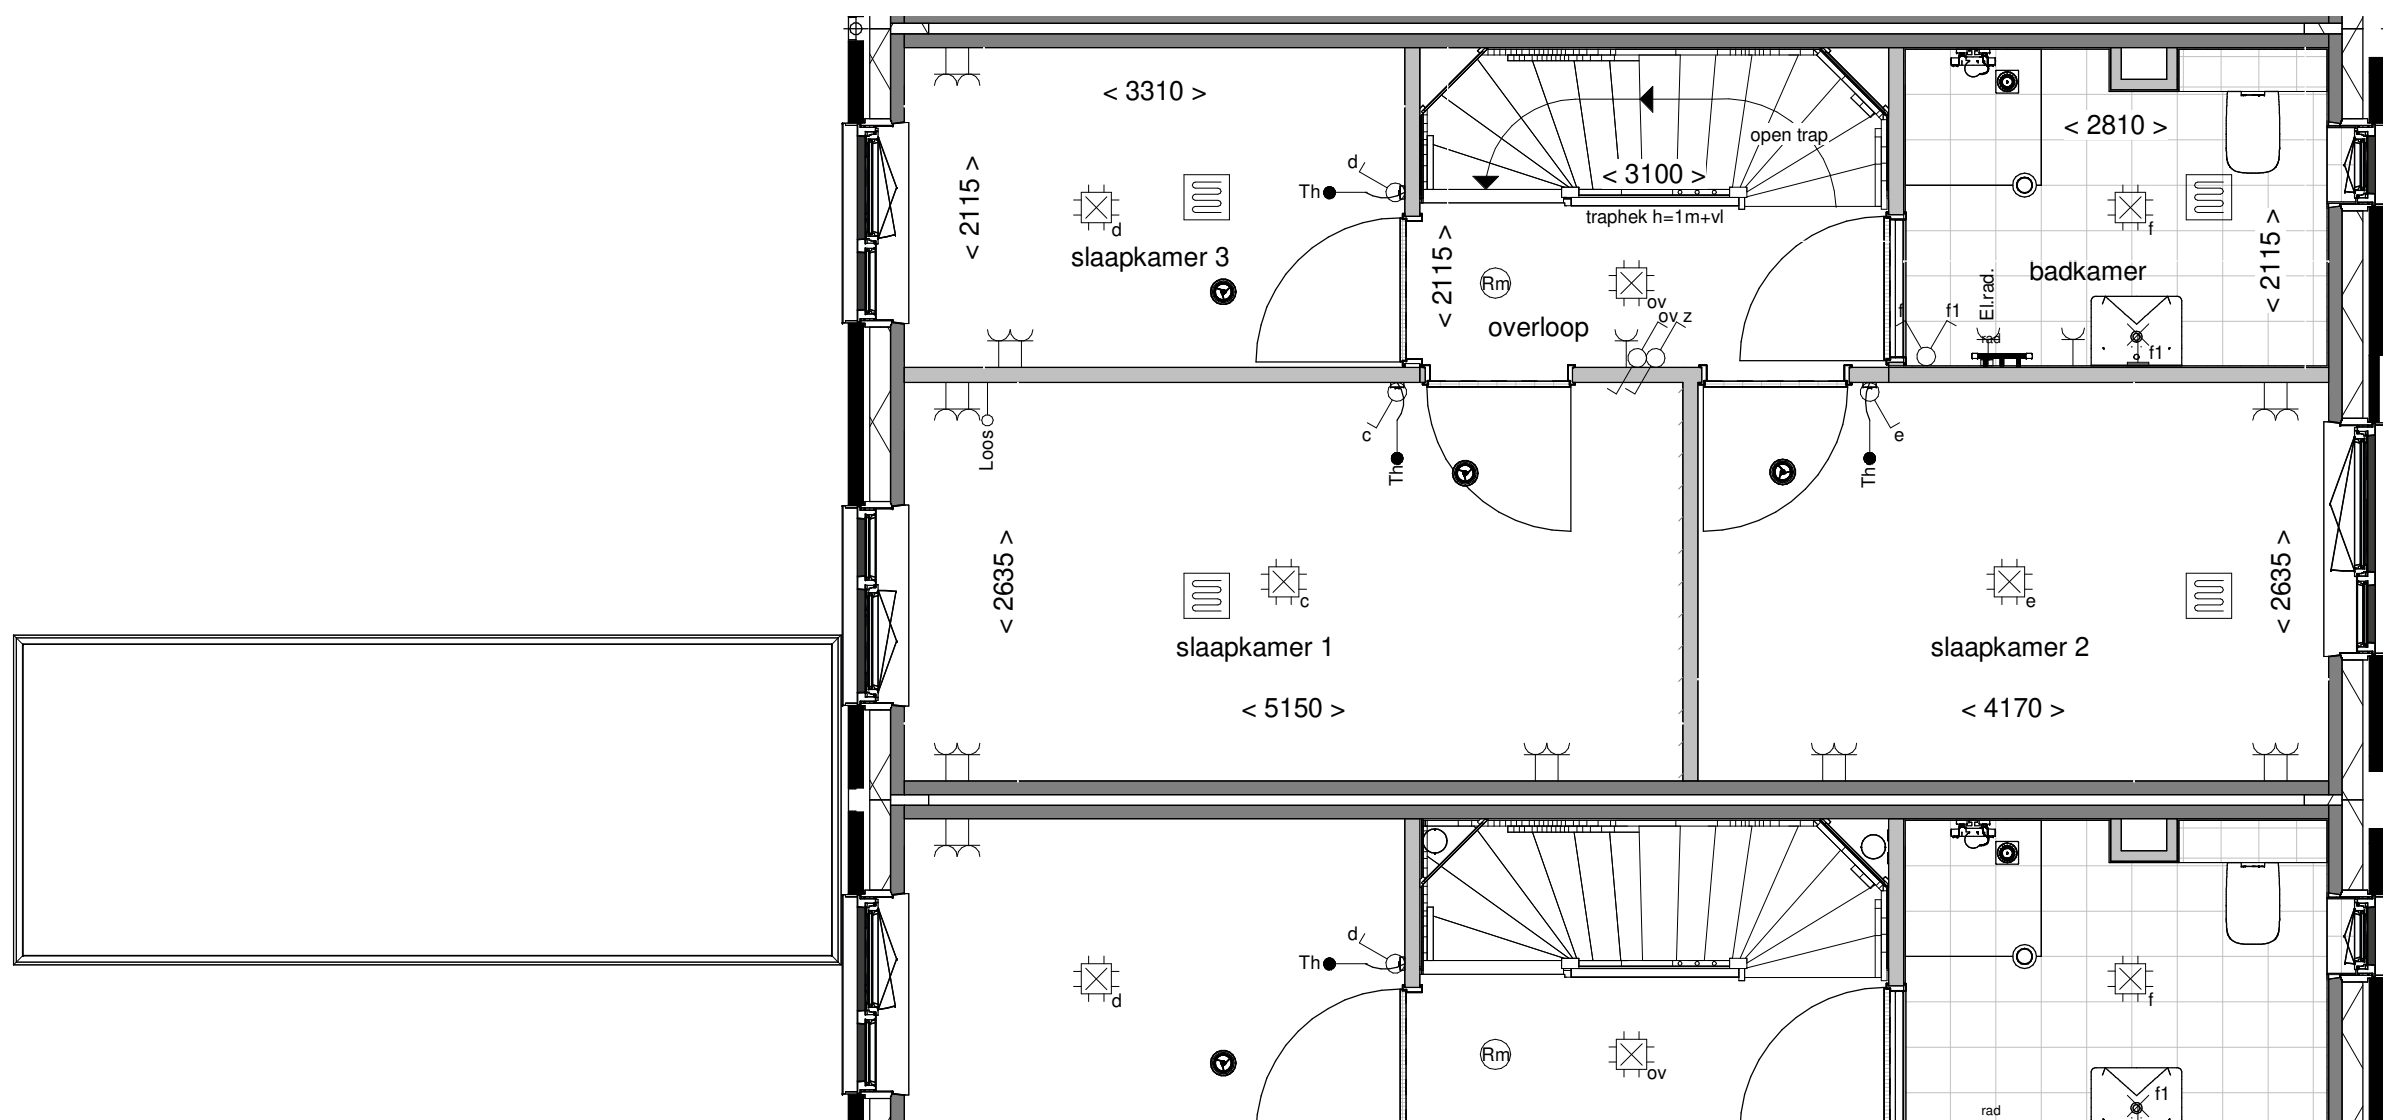 < 3310 >
< 2115 >
d
Th
d
slaapkamer 3
open trap
< 3100 >
traphek h=1m+vl
< 2115 >
Rm
ov
ov z
overloop
< 2810 >
f
badkamer
< 2115 >
El.rad.
rad
f
f1
f1
Loos
c
Th
Th
e
< 2635 >
c
slaapkamer 1
< 5150 >
e
slaapkamer 2
< 4170 >
< 2635 >
d
Th
d
Rm
ov
f
rad
f1